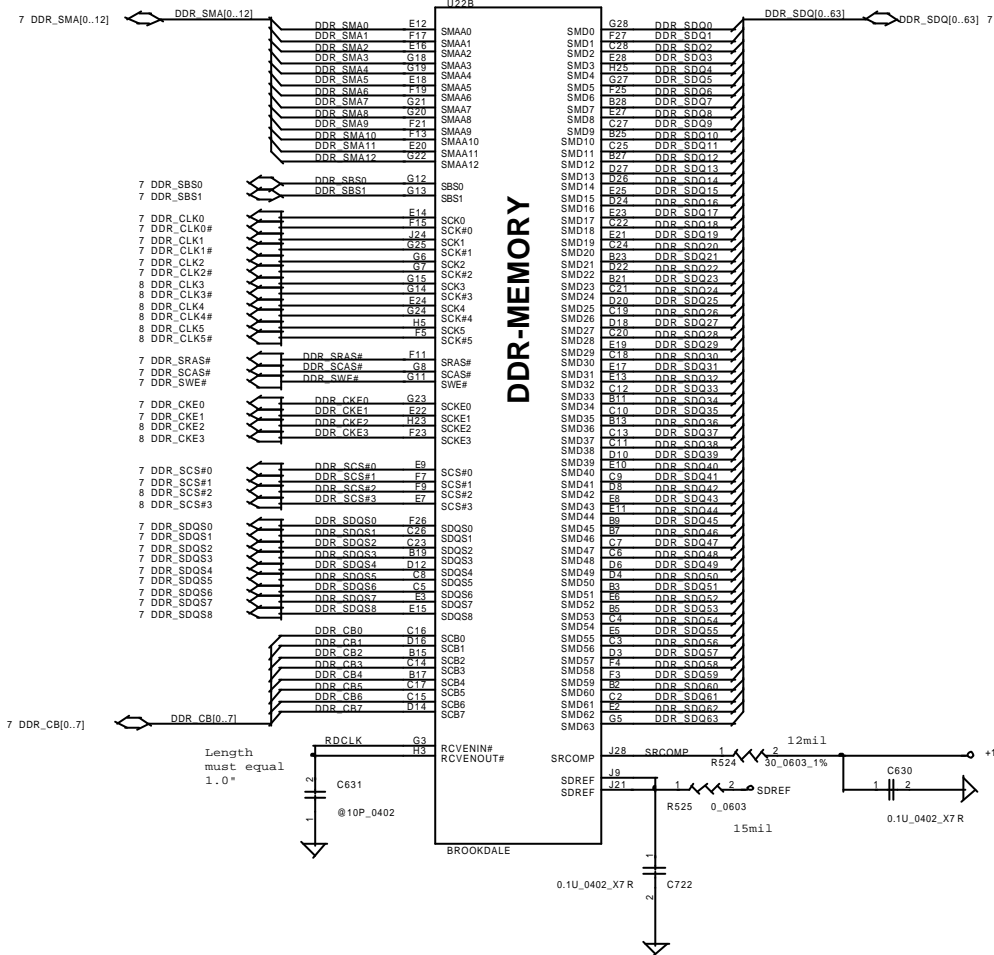 U22B
7 DDR_SMA[0..12] DDR_SMA[0..12]
DDR_SMA0 E12 SMAA0
DDR_SMA1 F17 SMAA1
DDR_SMA2 E16 SMAA2
DDR_SMA3 G18 SMAA3
DDR_SMA4 G19 SMAA4
DDR_SMA5 E18 SMAA5
DDR_SMA6 F19 SMAA6
DDR_SMA7 G21 SMAA7
DDR_SMA8 G20 SMAA8
DDR_SMA9 F21 SMAA9
DDR_SMA10 F13 SMAA10
DDR_SMA11 E20 SMAA11
DDR_SMA12 G22 SMAA12
7 DDR_SBS0 DDR_SBS0 G12 SBS0
7 DDR_SBS1 DDR_SBS1 G13 SBS1
7 DDR_CLK0 E14 SCK0
7 DDR_CLK0# F15 SCK#0
7 DDR_CLK1 J24 SCK1
7 DDR_CLK1# G25 SCK#1
7 DDR_CLK2 G6 SCK2
7 DDR_CLK2# G7 SCK#2
8 DDR_CLK3 G15 SCK3
8 DDR_CLK3# G14 SCK#3
8 DDR_CLK4 E24 SCK4
8 DDR_CLK4# G24 SCK#4
8 DDR_CLK5 H5 SCK5
8 DDR_CLK5# F5 SCK#5
7 DDR_SRAS# DDR_SRAS# F11 SRAS#
7 DDR_SCAS# DDR_SCAS# G8 SCAS#
7 DDR_SWE# DDR_SWE# G11 SWE#
7 DDR_CKE0 DDR_CKE0 G23 SCKE0
7 DDR_CKE1 DDR_CKE1 E22 SCKE1
8 DDR_CKE2 DDR_CKE2 H23 SCKE2
8 DDR_CKE3 DDR_CKE3 F23 SCKE3
7 DDR_SCS#0 DDR_SCS#0 E9 SCS#0
7 DDR_SCS#1 DDR_SCS#1 F7 SCS#1
8 DDR_SCS#2 DDR_SCS#2 F9 SCS#2
8 DDR_SCS#3 DDR_SCS#3 E7 SCS#3
7 DDR_SDQS0 DDR_SDQS0 F26 SDQS0
7 DDR_SDQS1 DDR_SDQS1 C26 SDQS1
7 DDR_SDQS2 DDR_SDQS2 C23 SDQS2
7 DDR_SDQS3 DDR_SDQS3 B19 SDQS3
7 DDR_SDQS4 DDR_SDQS4 D12 SDQS4
7 DDR_SDQS5 DDR_SDQS5 C8 SDQS5
7 DDR_SDQS6 DDR_SDQS6 C5 SDQS6
7 DDR_SDQS7 DDR_SDQS7 E3 SDQS7
7 DDR_SDQS8 DDR_SDQS8 E15 SDQS8
DDR_CB0 C16 SCB0
DDR_CB1 D16 SCB1
DDR_CB2 B15 SCB2
DDR_CB3 C14 SCB3
DDR_CB4 B17 SCB4
DDR_CB5 C17 SCB5
DDR_CB6 C15 SCB6
DDR_CB7 D14 SCB7
7 DDR_CB[0..7] DDR_CB[0..7]
RDCLK G3 RCVENIN#
H3 RCVENOUT#
Length
must equal
1.0"
2
C631
@10P_0402
1
DDR-MEMORY
BROOKDALE
DDR_SDQ[0..63] DDR_SDQ[0..63] 7
SMD0 G28 DDR_SDQ0
SMD1 F27 DDR_SDQ1
SMD2 C28 DDR_SDQ2
SMD3 E28 DDR_SDQ3
SMD4 H25 DDR_SDQ4
SMD5 G27 DDR_SDQ5
SMD6 F25 DDR_SDQ6
SMD7 B28 DDR_SDQ7
SMD8 E27 DDR_SDQ8
SMD9 C27 DDR_SDQ9
SMD10 B25 DDR_SDQ10
SMD11 C25 DDR_SDQ11
SMD12 B27 DDR_SDQ12
SMD13 D27 DDR_SDQ13
SMD14 D26 DDR_SDQ14
SMD15 E25 DDR_SDQ15
SMD16 D24 DDR_SDQ16
SMD17 E23 DDR_SDQ17
SMD18 C22 DDR_SDQ18
SMD19 E21 DDR_SDQ19
SMD20 C24 DDR_SDQ20
SMD21 B23 DDR_SDQ21
SMD22 D22 DDR_SDQ22
SMD23 B21 DDR_SDQ23
SMD24 C21 DDR_SDQ24
SMD25 D20 DDR_SDQ25
SMD26 C19 DDR_SDQ26
SMD27 D18 DDR_SDQ27
SMD28 C20 DDR_SDQ28
SMD29 E19 DDR_SDQ29
SMD30 C18 DDR_SDQ30
SMD31 E17 DDR_SDQ31
SMD32 E13 DDR_SDQ32
SMD33 C12 DDR_SDQ33
SMD34 B11 DDR_SDQ34
SMD35 C10 DDR_SDQ35
SMD36 B13 DDR_SDQ36
SMD37 C13 DDR_SDQ37
SMD38 C11 DDR_SDQ38
SMD39 D10 DDR_SDQ39
SMD40 E10 DDR_SDQ40
SMD41 C9 DDR_SDQ41
SMD42 D8 DDR_SDQ42
SMD43 E8 DDR_SDQ43
SMD44 E11 DDR_SDQ44
SMD45 B9 DDR_SDQ45
SMD46 B7 DDR_SDQ46
SMD47 C7 DDR_SDQ47
SMD48 C6 DDR_SDQ48
SMD49 D6 DDR_SDQ49
SMD50 D4 DDR_SDQ50
SMD51 B3 DDR_SDQ51
SMD52 E6 DDR_SDQ52
SMD53 B5 DDR_SDQ53
SMD54 C4 DDR_SDQ54
SMD55 E5 DDR_SDQ55
SMD56 C3 DDR_SDQ56
SMD57 D3 DDR_SDQ57
SMD58 F4 DDR_SDQ58
SMD59 F3 DDR_SDQ59
SMD60 B2 DDR_SDQ60
SMD61 C2 DDR_SDQ61
SMD62 E2 DDR_SDQ62
SMD63 G5 DDR_SDQ63
12mil
SRCOMP J28 SRCOMP 1 2
R524 30_0603_1%
C630
1 2
0.1U_0402_X7R
SDREF J9
SDREF J21 1 2 SDREF
R525 0_0603
15mil
1
0.1U_0402_X7R C722
2